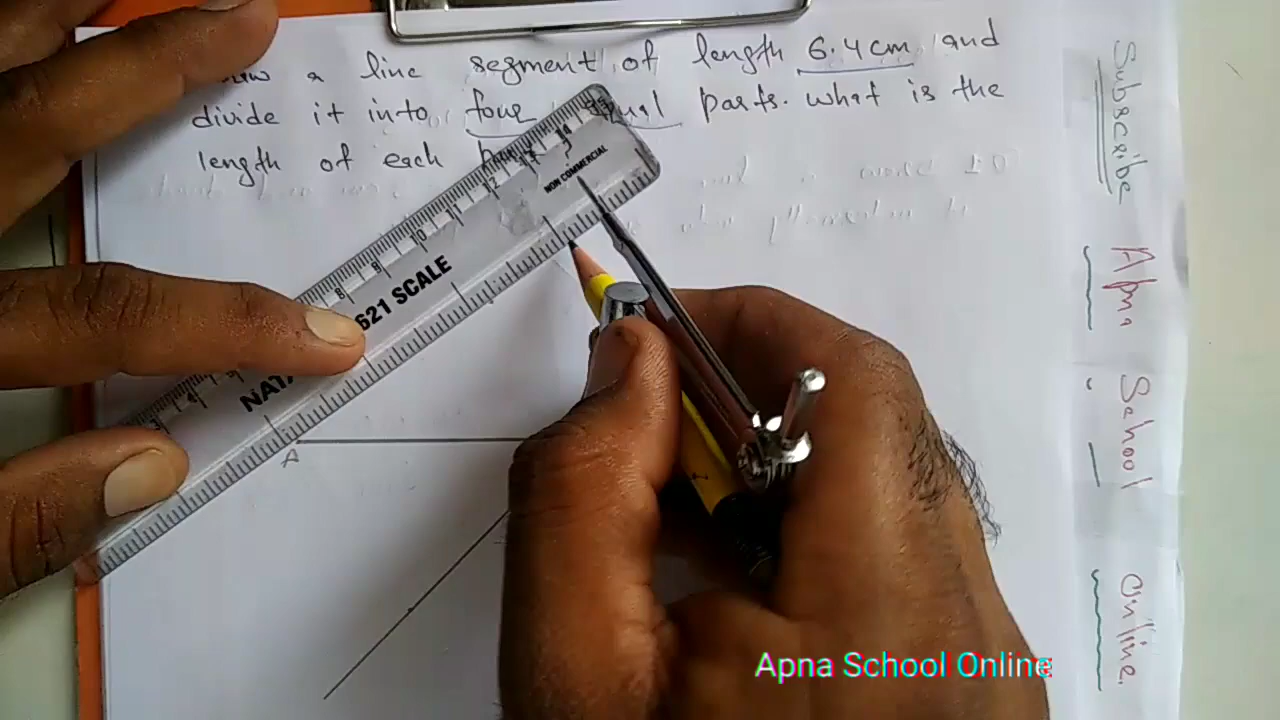 a line segment of length 6.4 cm and
divide it into four parts. what is the
length of each
NON COMMERCIAL
621 SCALE
A
Subscribe
Apna School Online.
Apna School Online